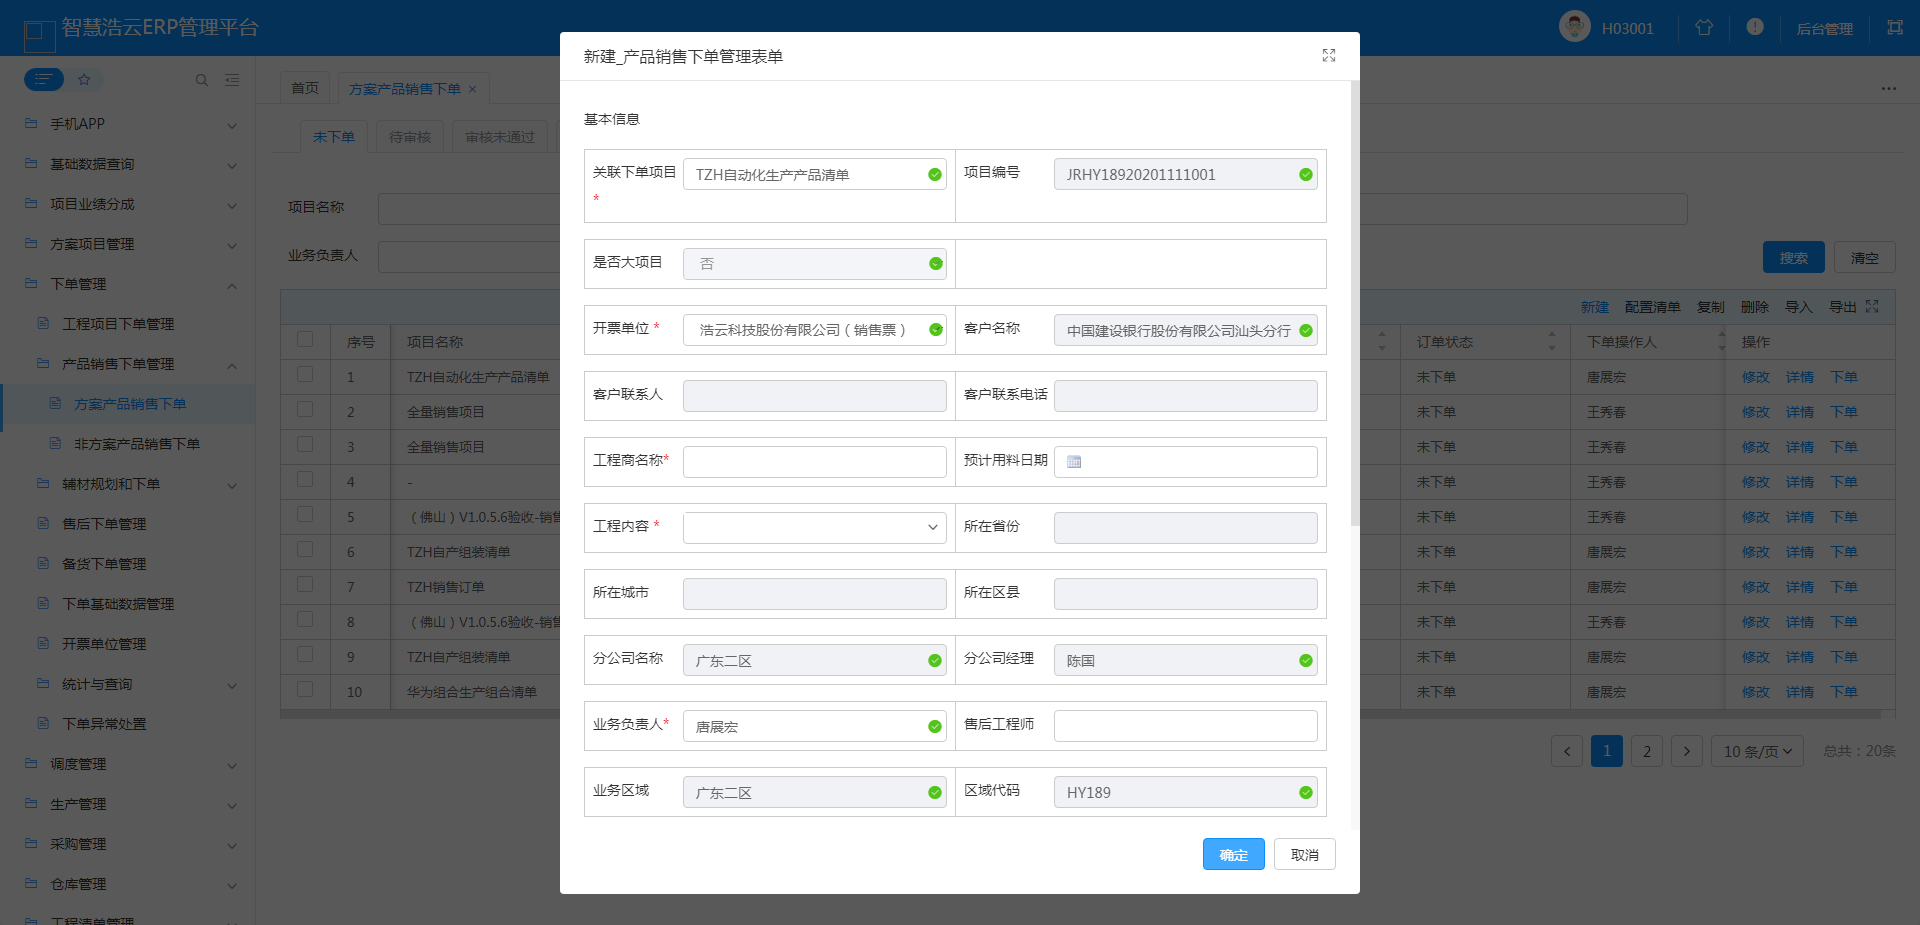 智慧浩云ERP管理平台
H03001
后台管理
首页
方案产品销售下单
未下单
待审核
审核未通过
手机APP
基础数据查询
项目业绩分成
方案项目管理
下单管理
工程项目下单管理
产品销售下单管理
方案产品销售下单
非方案产品销售下单
辅材规划和下单
售后下单管理
备货下单管理
下单基础数据管理
开票单位管理
统计与查询
下单异常处置
调度管理
生产管理
采购管理
仓库管理
工程清单管理
项目名称
业务负责人
搜索
清空
新建 配置清单 复制 删除 导入 导出
序号 项目名称 订单状态 下单操作人 操作
1 TZH自动化生产产品清单 未下单 唐展宏 修改 详情 下单
2 全量销售项目 未下单 王秀春 修改 详情 下单
3 全量销售项目 未下单 王秀春 修改 详情 下单
4 - 未下单 王秀春 修改 详情 下单
5 （佛山）V1.0.5.6验收-销售 未下单 王秀春 修改 详情 下单
6 TZH自产组装清单 未下单 唐展宏 修改 详情 下单
7 TZH销售订单 未下单 唐展宏 修改 详情 下单
8 （佛山）V1.0.5.6验收-销售 未下单 王秀春 修改 详情 下单
9 TZH自产组装清单 未下单 唐展宏 修改 详情 下单
10 华为组合生产组合清单 未下单 唐展宏 修改 详情 下单
1 2 10 条/页 总共：20条
新建_产品销售下单管理表单
基本信息
关联下单项目 * TZH自动化生产产品清单 项目编号 JRHY18920201111001
是否大项目 否
开票单位 * 浩云科技股份有限公司（销售票） 客户名称 中国建设银行股份有限公司汕头分行
客户联系人 客户联系电话
工程商名称* 预计用料日期
工程内容 * 所在省份
所在城市 所在区县
分公司名称 广东二区 分公司经理 陈国
业务负责人* 唐展宏 售后工程师
业务区域 广东二区 区域代码 HY189
确定 取消